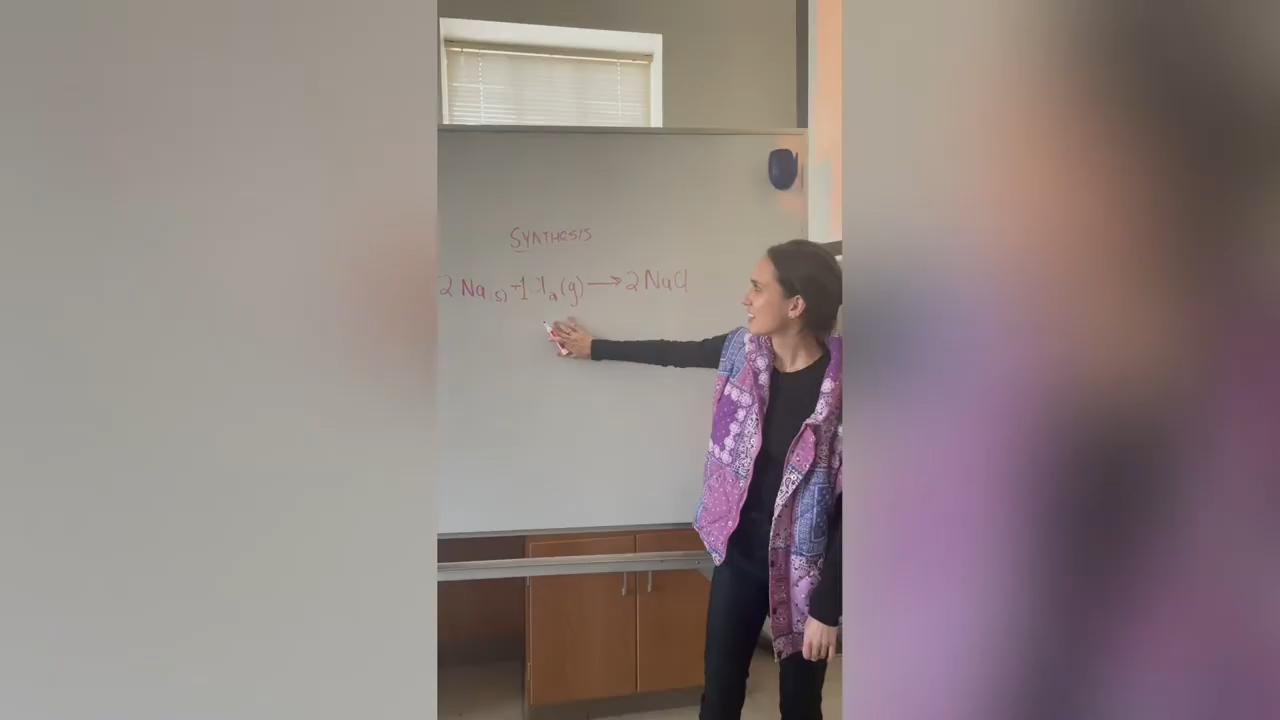 SYNTHESIS
2 Na(s) + 1 Cl₂(g) → 2 NaCl